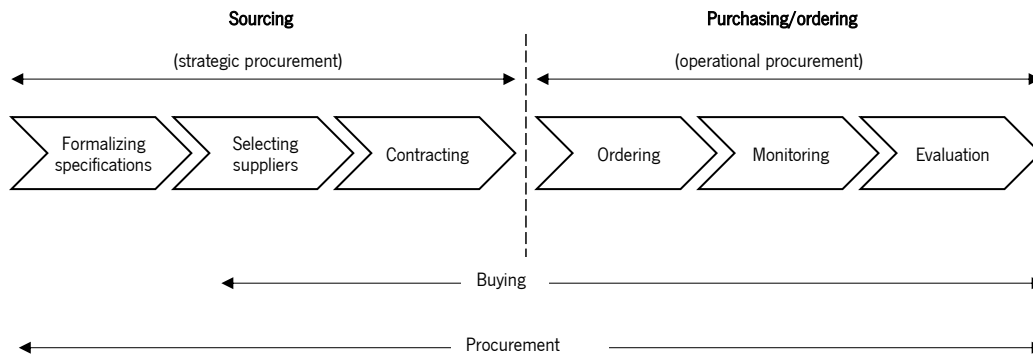 Sourcing
Purchasing/ordering
(strategic procurement)
(operational procurement)
Formalizing
specifications
Selecting
suppliers
Contracting
Ordering
Monitoring
Evaluation
Buying
Procurement